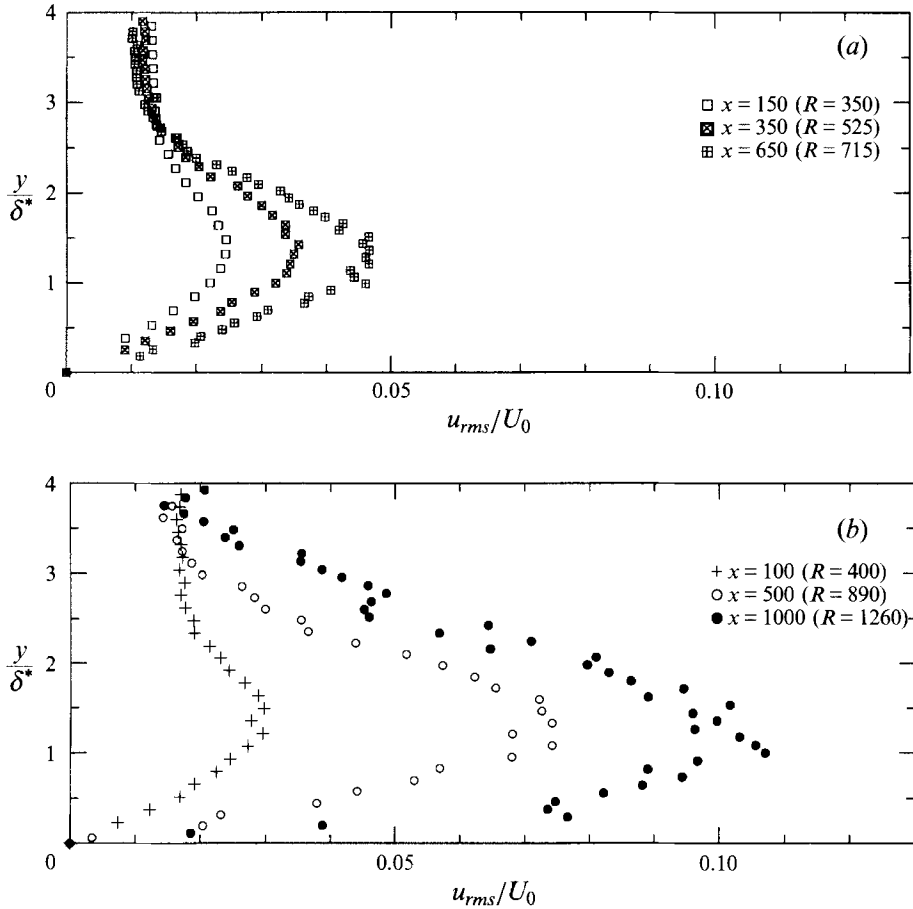 4
(a)
3
x = 150 (R = 350)
x = 350 (R = 525)
x = 650 (R = 715)
y/δ*
2
1
0
0.05
0.10
u_rms/U_0
4
(b)
3
x = 100 (R = 400)
x = 500 (R = 890)
x = 1000 (R = 1260)
y/δ*
2
1
0
0.05
0.10
u_rms/U_0